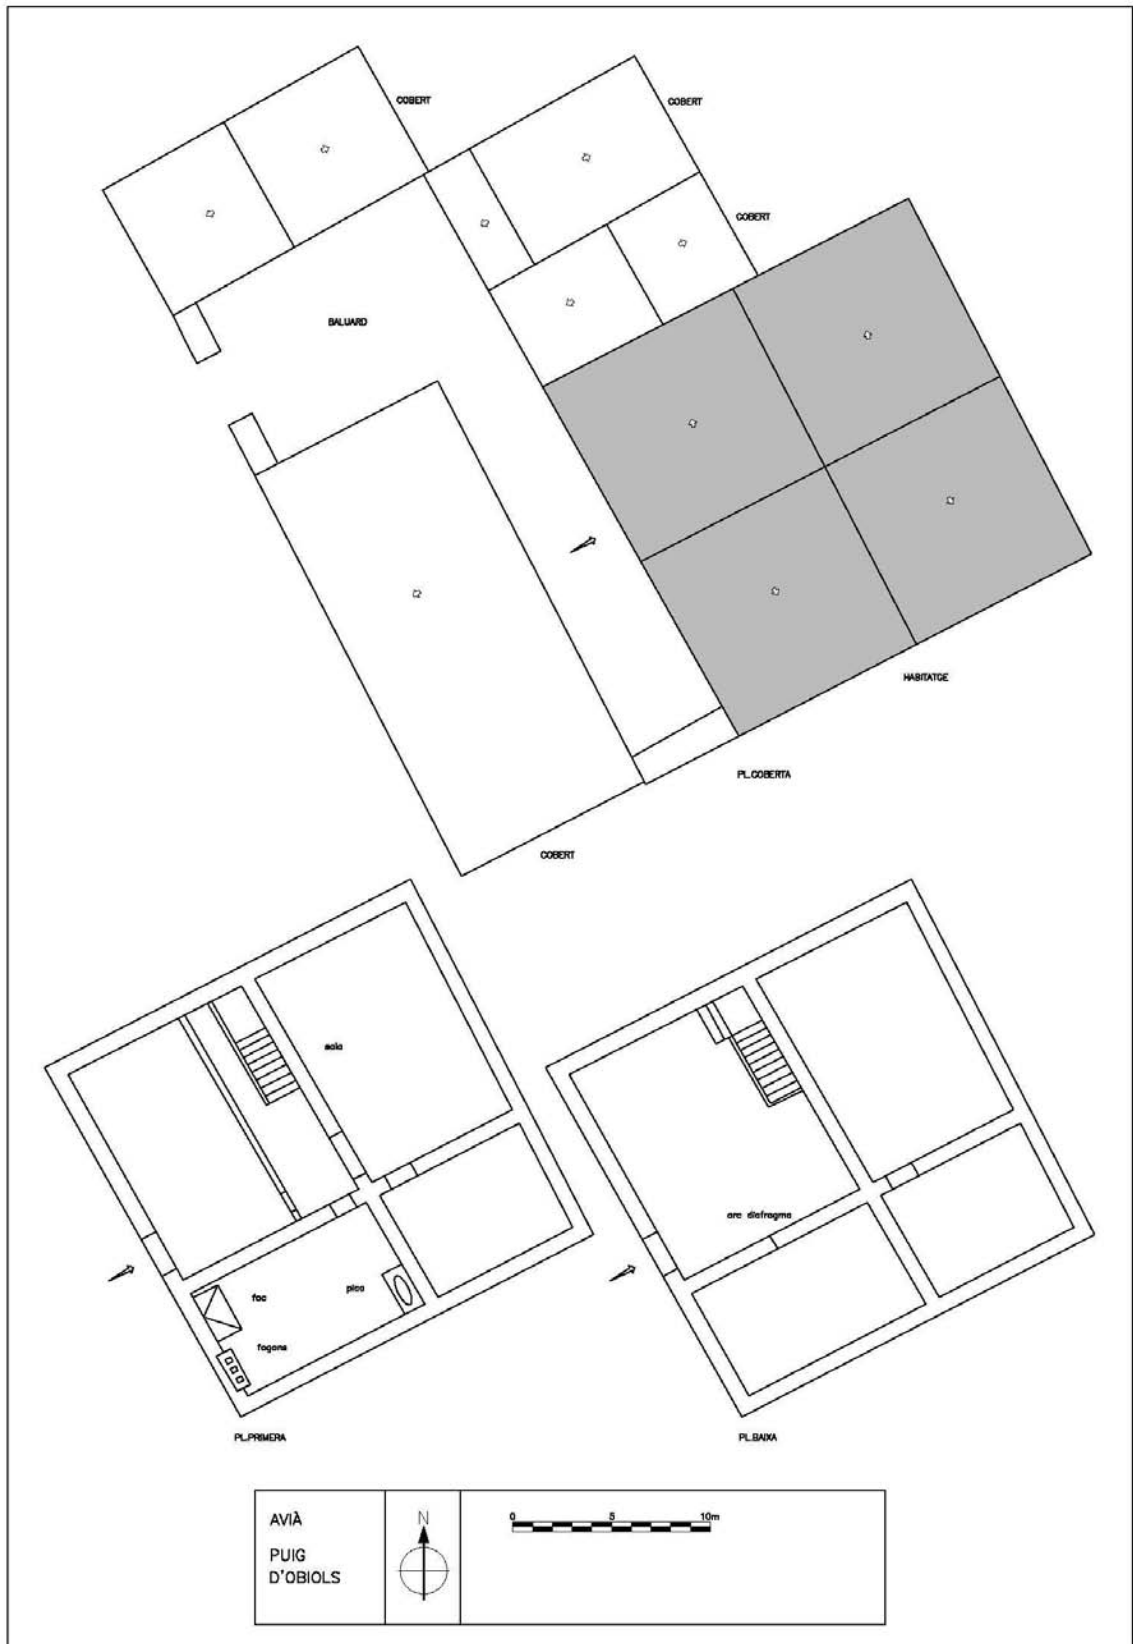 COBERT
COBERT
COBERT
BALUARD
HABITATGE
PL.COBERTA
COBERT
sala
foc
pica
fogons
PL.PRIMERA
arc diafragma
PL.BAIXA
AVIÀ
PUIG
D'OBIOLS
N
0 5 10m